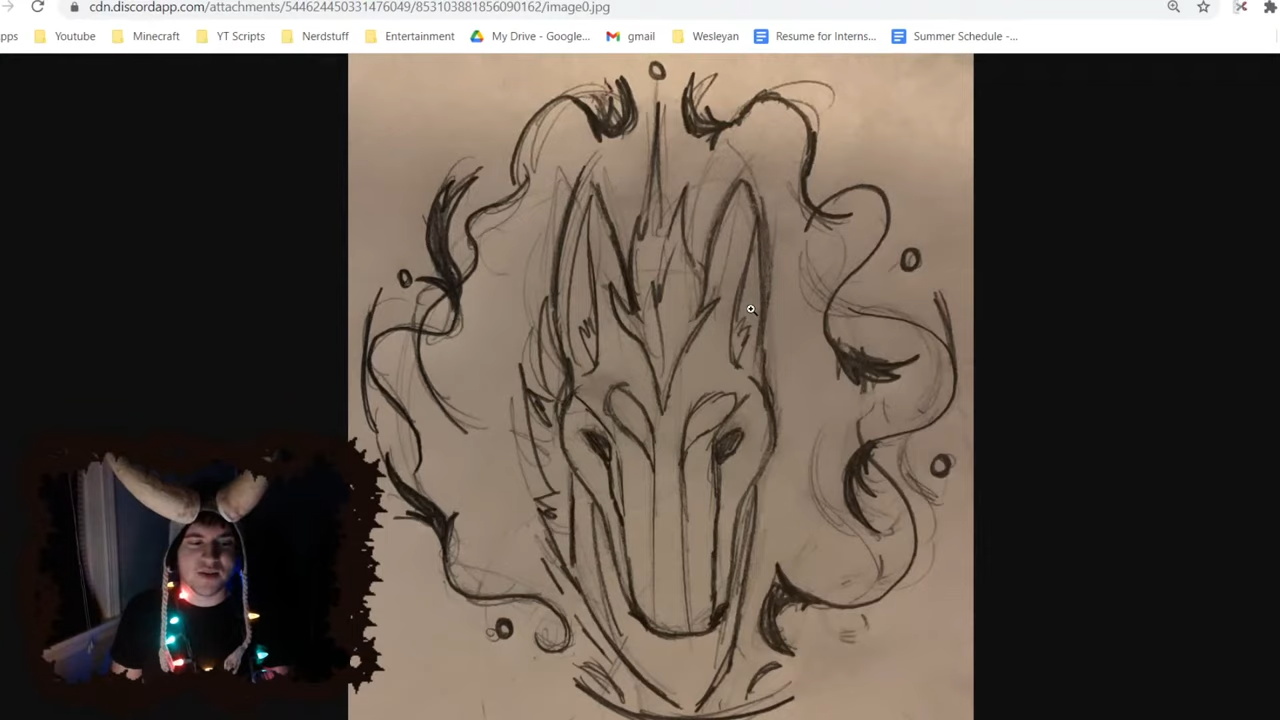 cdn.discordapp.com/attachments/544624450331476049/853103881856090162/image0.jpg
pps Youtube Minecraft YT Scripts Nerdstuff Entertainment My Drive - Google... gmail Wesleyan Resume for Interns... Summer Schedule -...